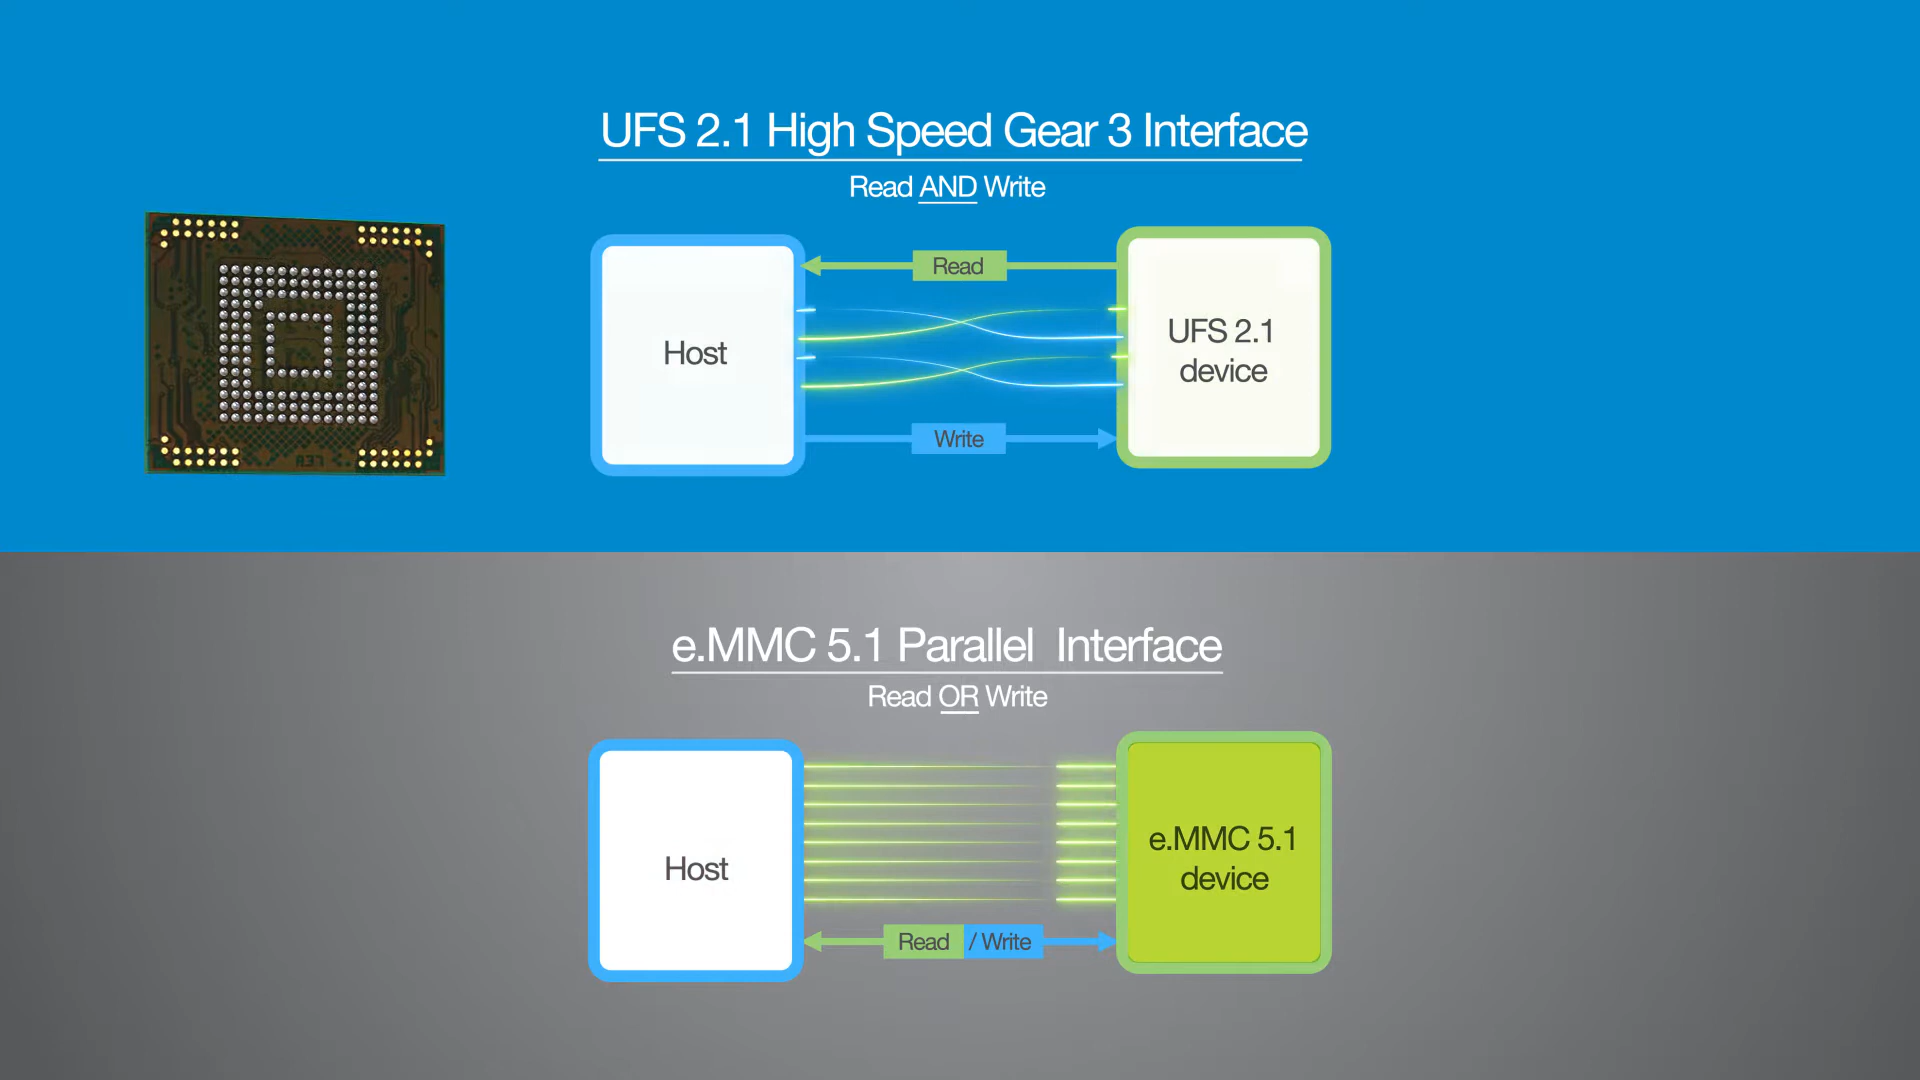 UFS 2.1 High Speed Gear 3 Interface
Read AND Write
Read
Host
UFS 2.1
device
Write
A37
e.MMC 5.1 Parallel Interface
Read OR Write
Host
e.MMC 5.1
device
Read / Write